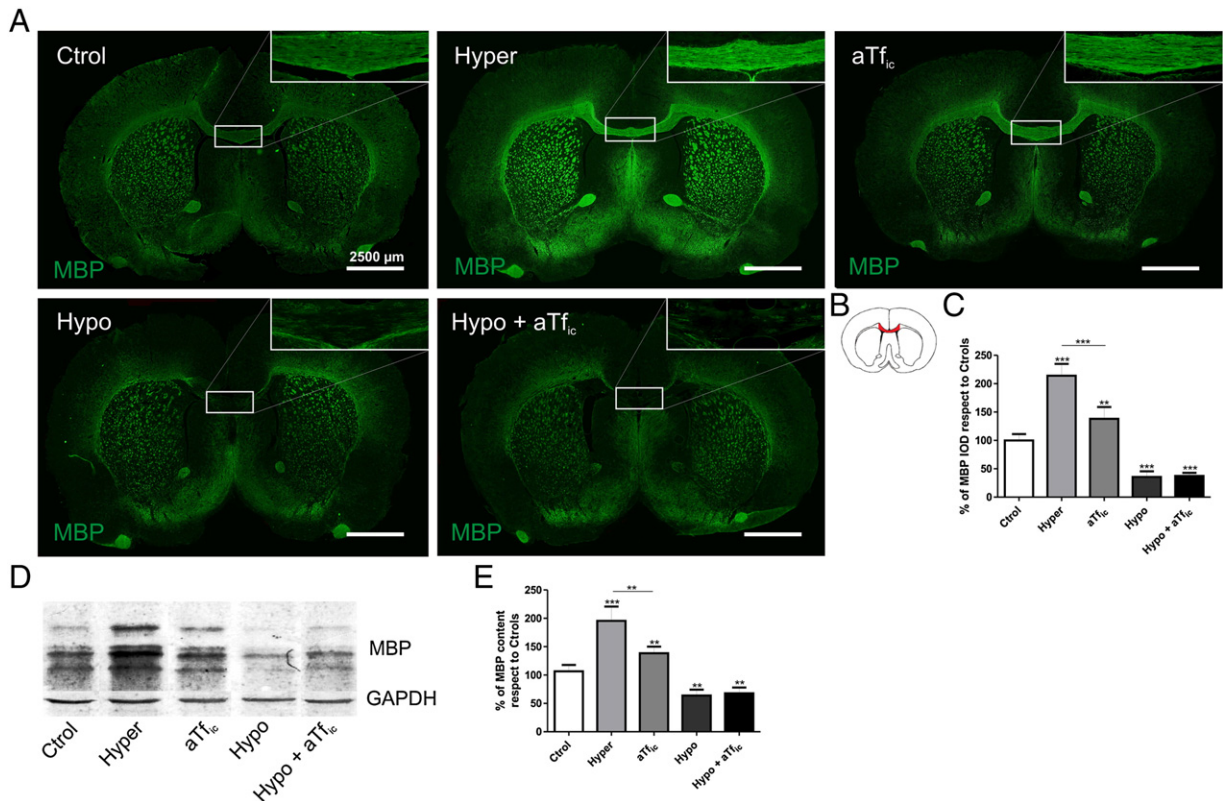 A
Ctrol
MBP
2500 µm
Hyper
MBP
aTfic
MBP
Hypo
MBP
Hypo + aTfic
MBP
B
C
% of MBP IOD respect to Ctrols
250
200
150
100
50
0
***
***
**
***
***
Ctrol
Hyper
aTfic
Hypo
Hypo + aTfic
D
MBP
GAPDH
Ctrol
Hyper
aTfic
Hypo
Hypo + aTfic
E
% of MBP content
respect to Ctrols
250
200
150
100
50
0
**
***
**
**
**
Ctrol
Hyper
aTfic
Hypo
Hypo + aTfic